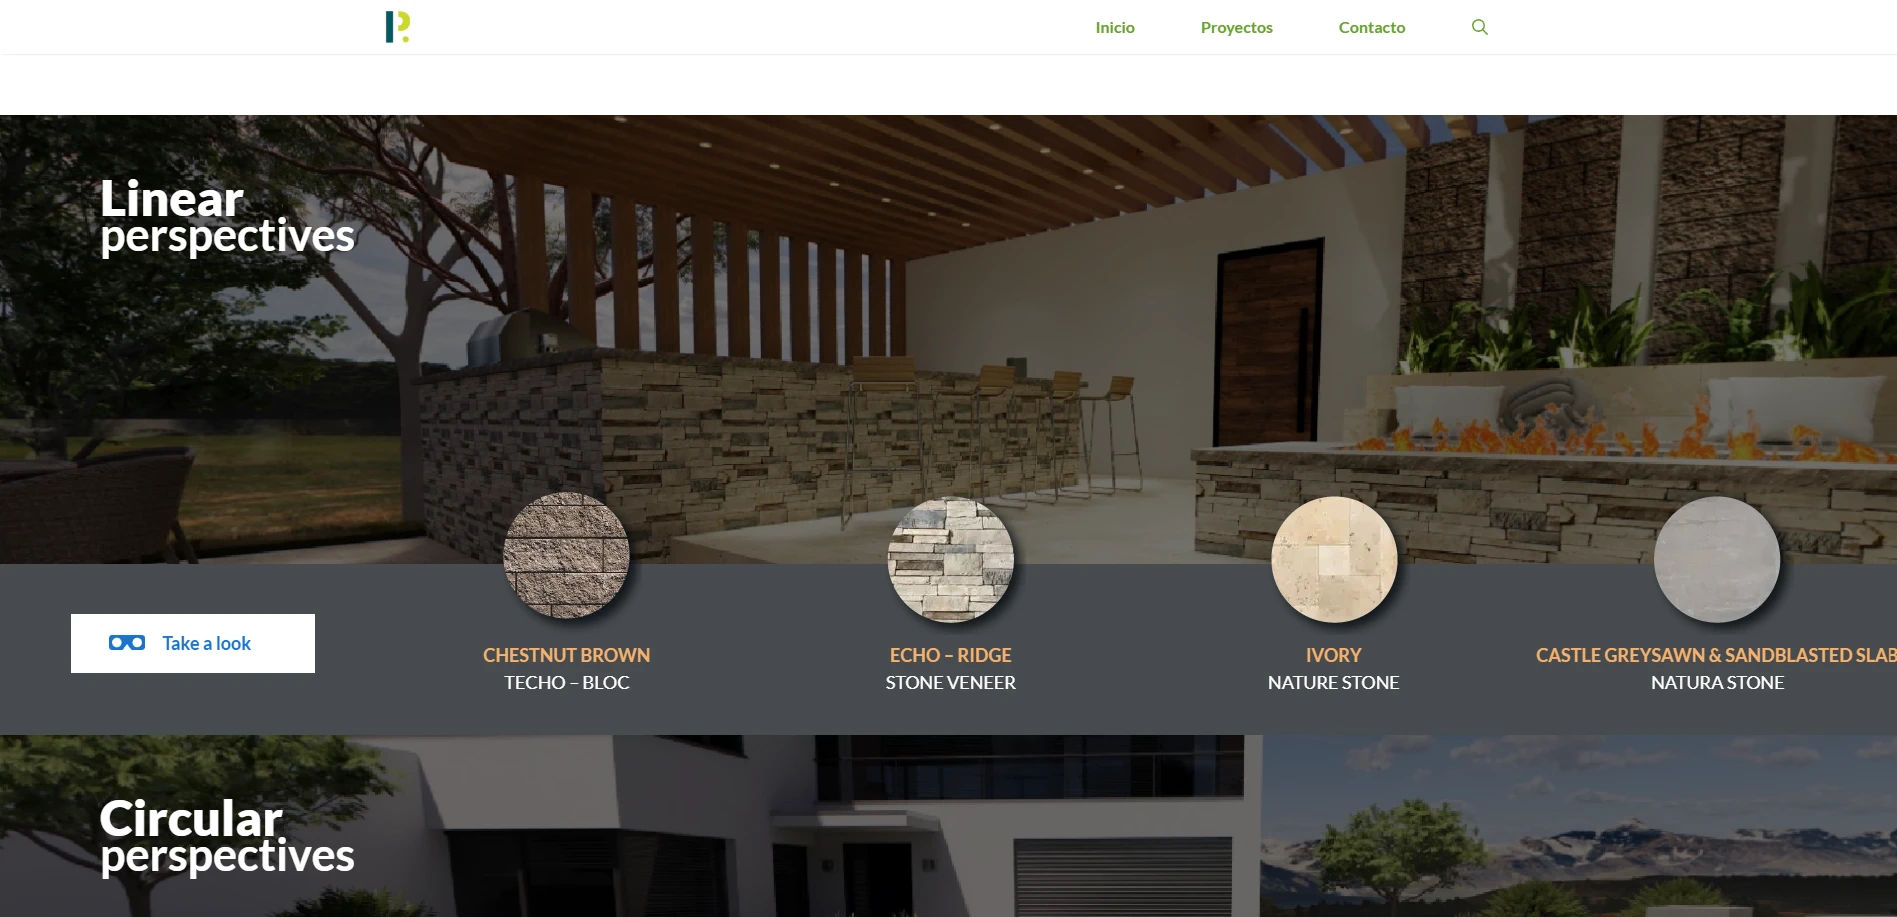 P.
Inicio
Proyectos
Contacto
Linear
perspectives
Take a look
CHESTNUT BROWN
TECHO – BLOC
ECHO – RIDGE
STONE VENEER
IVORY
NATURE STONE
CASTLE GREYSAWN & SANDBLASTED SLAB
NATURA STONE
Circular
perspectives